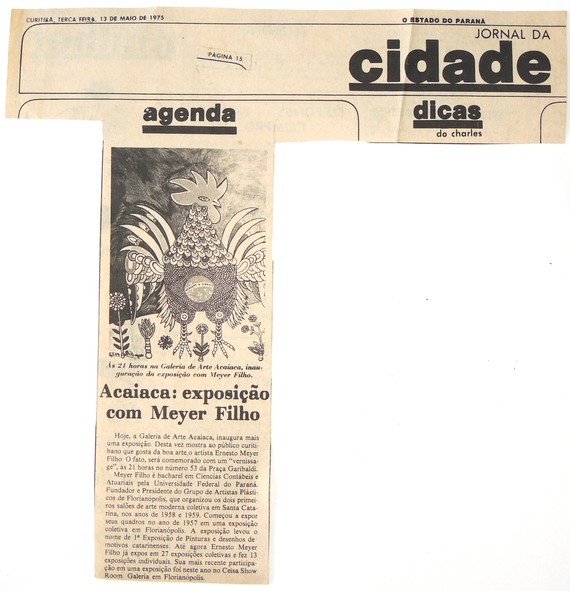 CURITIBA, TERCA FEIRA, 13 DE MAIO DE 1975
O ESTADO DO PARANÁ
PÁGINA 15
JORNAL DA
cidade
agenda
dicas
do charles
Às 21 horas na Galeria de Arte Acaiaca, inau-
guração da exposição com Meyer Filho.
Acaiaca: exposição
com Meyer Filho
Hoje, a Galeria de Arte Acaiaca, inaugura mais
uma exposição. Desta vez mostra ao público curiti-
bano que gosta da boa arte, o artista Ernesto Meyer
Filho O fato, será comemorado com um "vernissa-
ge", às 21 horas no número 53 da Praça Garibaldi.
Meyer Filho é bacharel em Ciências Contábeis e
Atuariais pela Universidade Federal do Paraná.
Fundador e Presidente do Grupo de Artistas Plásti-
cos de Florianópolis, que organizou os dois primei-
ros salões de arte moderna coletiva em Santa Cata-
rina, nos anos de 1958 e 1959. Começou a expor
seus quadros no ano de 1957 em uma exposição
coletiva em Florianópolis. A exposição levou o
nome de 1ª Exposição de Pinturas e desenhos de
motivos catarinenses. Até agora Ernesto Meyer
Filho já expos em 27 exposições coletivas e fez 13
exposições individuais. Sua mais recente participa-
ção em uma exposição foi neste ano no Ceisa Show
Room Galeria em Florianópolis.